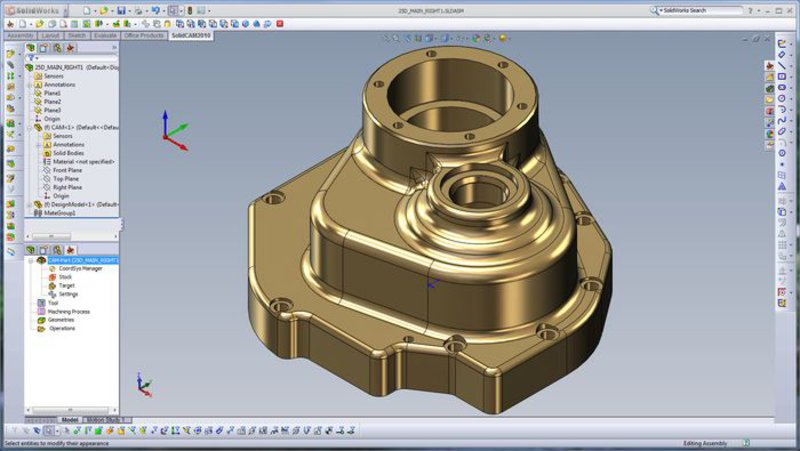 SolidWorks
25D_MAIN_RIGHT1.SLDASM
SolidWorks Search
Assembly Layout Sketch Evaluate Office Products SolidCAM2010
25D_MAIN_RIGHT1 (Default<Dis
Sensors
Annotations
Plane1
Plane2
Plane3
Origin
(f) CAM<1> (Default<<Defau
Sensors
Annotations
Solid Bodies
Material <not specified>
Front Plane
Top Plane
Right Plane
Origin
(f) DesignModel<1> (Default
MateGroup1
CAM-Part (25D_MAIN_RIGHT1
CoordSys Manager
Stock
Target
Settings
Tool
Machining Process
Geometries
Operations
Model Motion Study 1
Select entities to modify their appearance
Editing Assembly